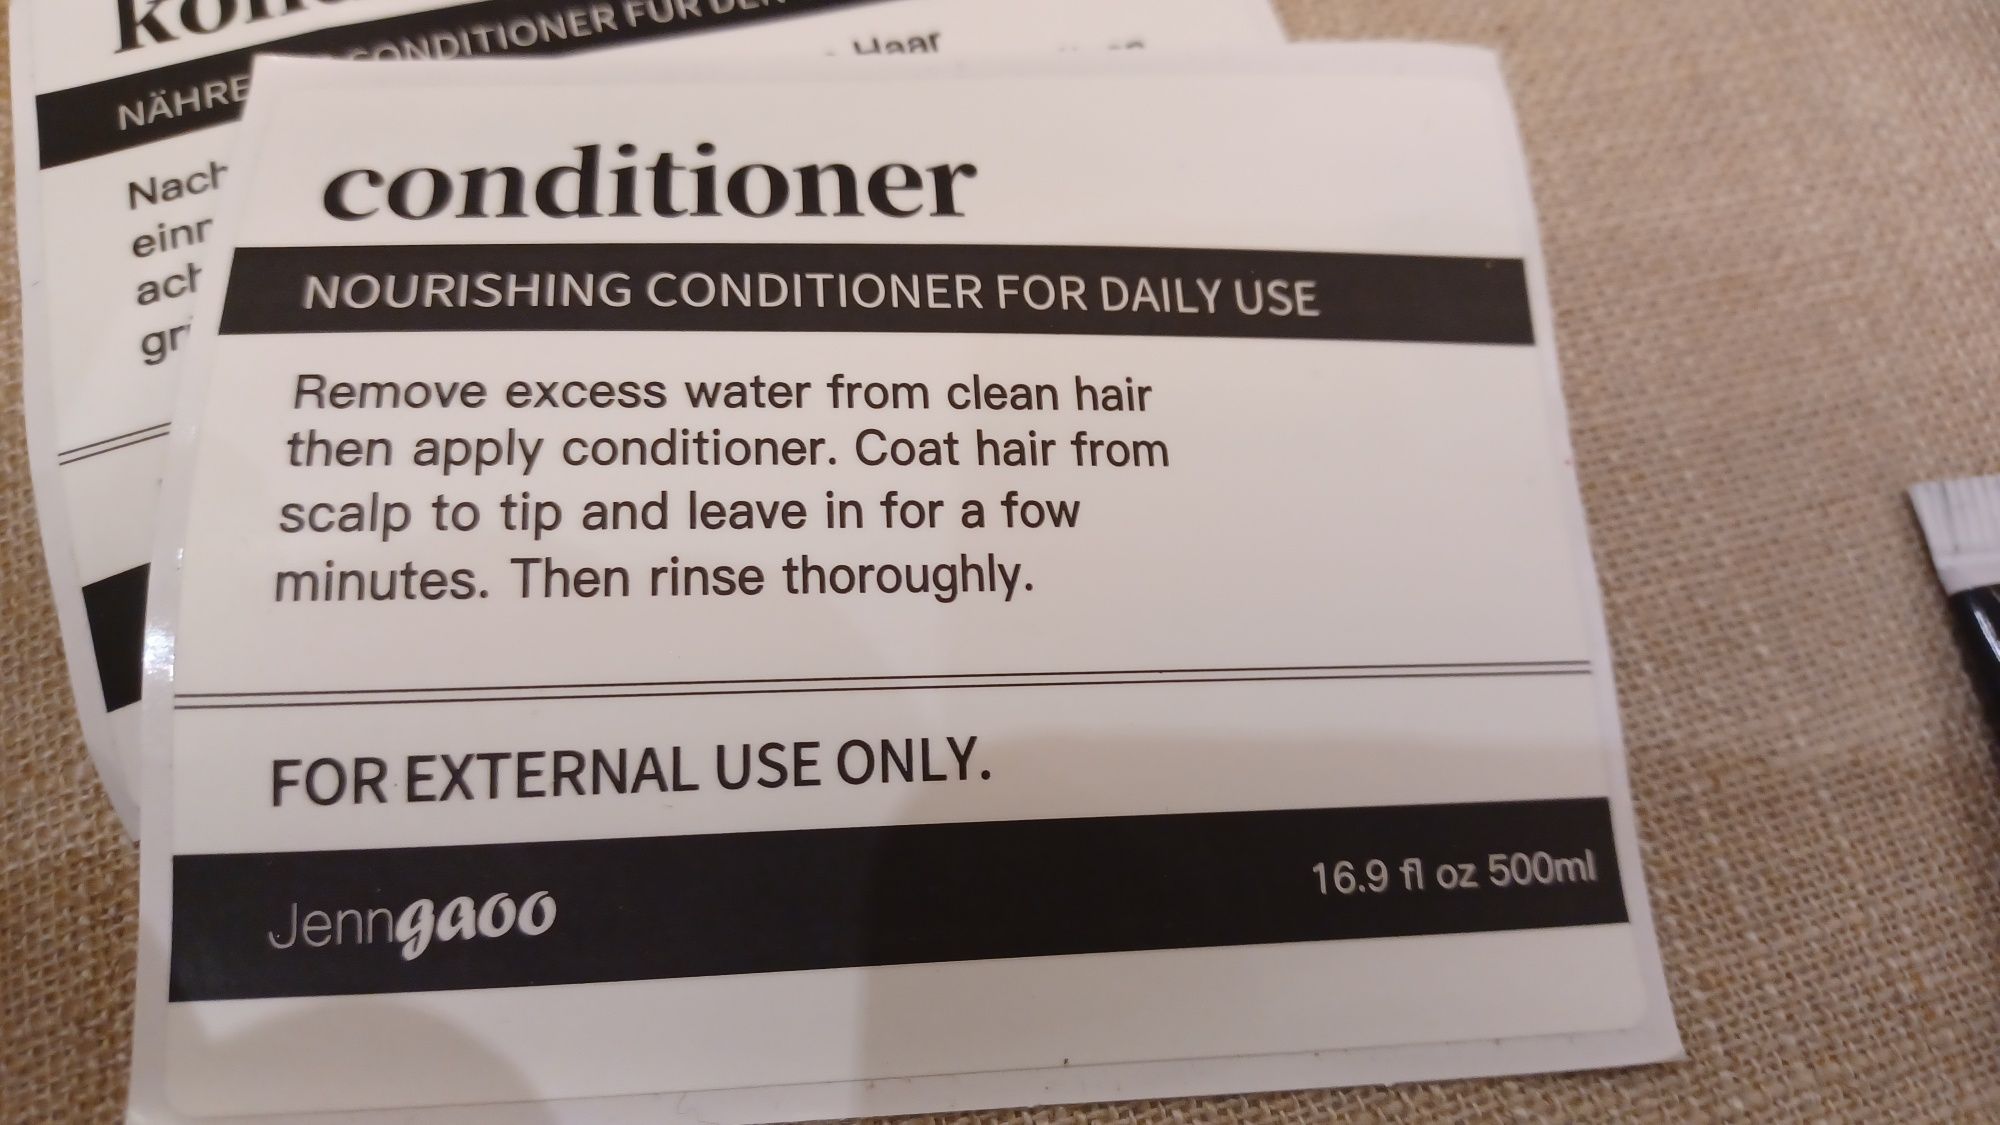 NÄHRE CONDITIONER FÜR DEN
Haar
Nach
conditioner
NOURISHING CONDITIONER FOR DAILY USE
Remove excess water from clean hair
then apply conditioner. Coat hair from
scalp to tip and leave in for a fow
minutes. Then rinse thoroughly.
FOR EXTERNAL USE ONLY.
Jenngaoo
16.9 fl oz 500ml